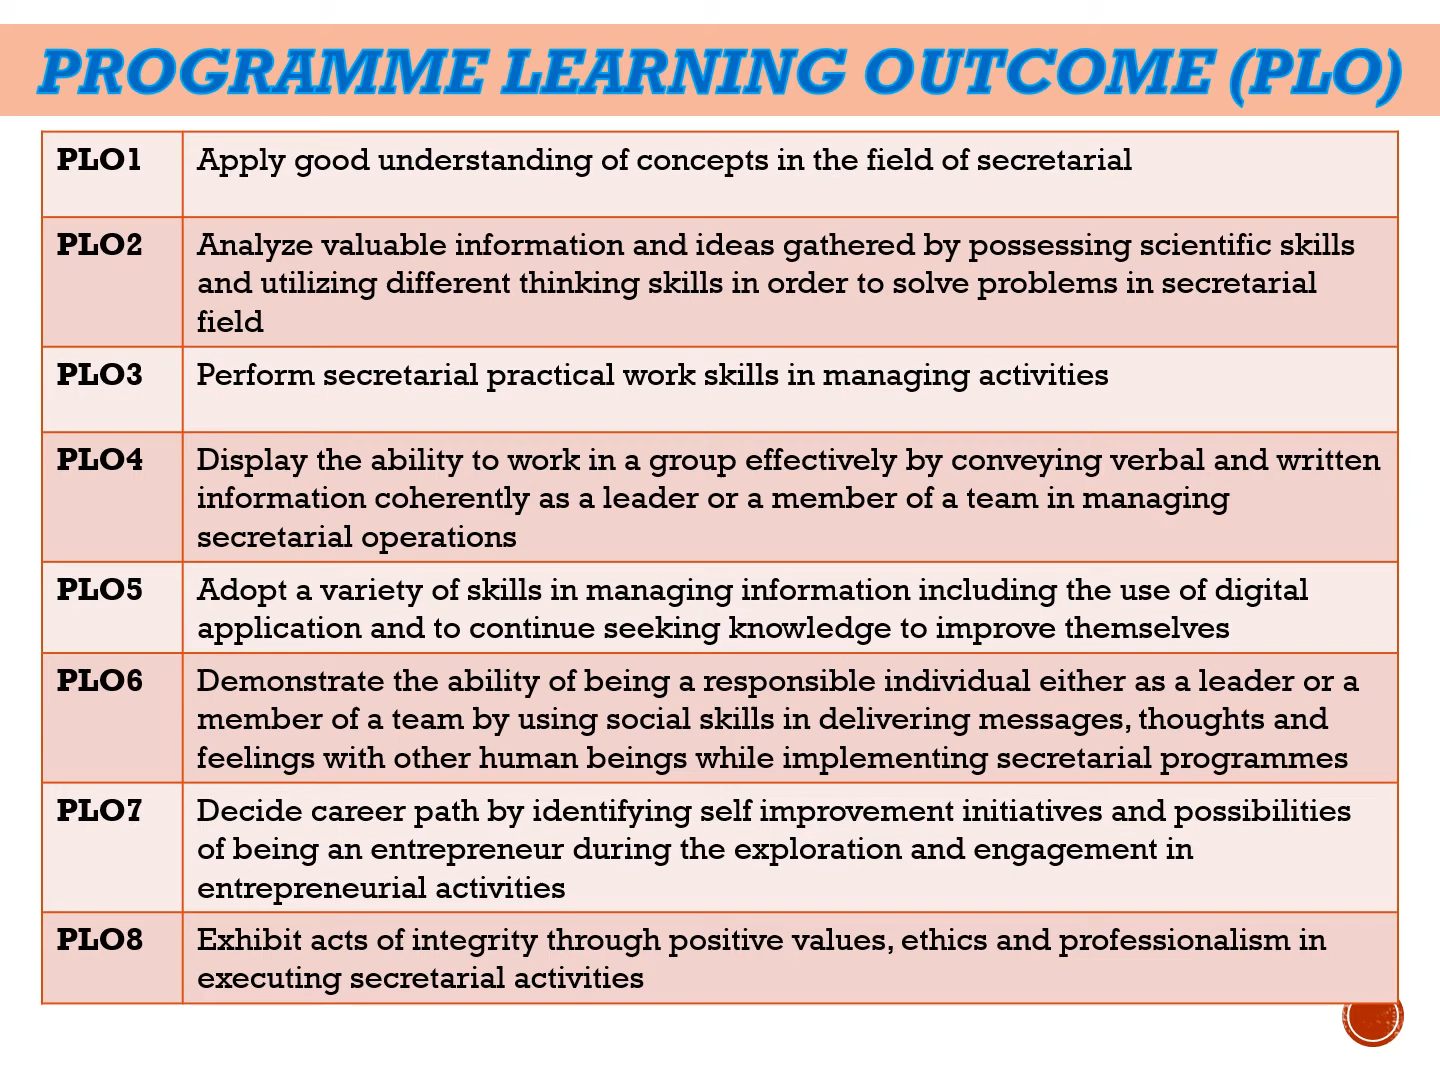 PROGRAMME LEARNING OUTCOME (PLO)
PLO1
Apply good understanding of concepts in the field of secretarial
PLO2
Analyze valuable information and ideas gathered by possessing scientific skills
and utilizing different thinking skills in order to solve problems in secretarial
field
PLO3
Perform secretarial practical work skills in managing activities
PLO4
Display the ability to work in a group effectively by conveying verbal and written
information coherently as a leader or a member of a team in managing
secretarial operations
PLO5
Adopt a variety of skills in managing information including the use of digital
application and to continue seeking knowledge to improve themselves
PLO6
Demonstrate the ability of being a responsible individual either as a leader or a
member of a team by using social skills in delivering messages, thoughts and
feelings with other human beings while implementing secretarial programmes
PLO7
Decide career path by identifying self improvement initiatives and possibilities
of being an entrepreneur during the exploration and engagement in
entrepreneurial activities
PLO8
Exhibit acts of integrity through positive values, ethics and professionalism in
executing secretarial activities